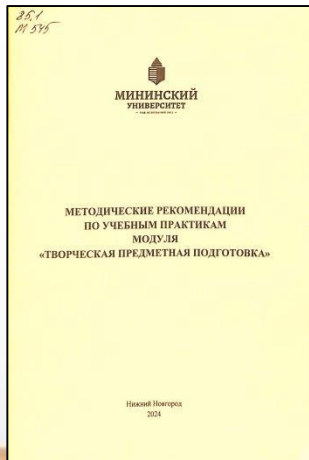 85.1
М 545
МИНИНСКИЙ
УНИВЕРСИТЕТ
МЕТОДИЧЕСКИЕ РЕКОМЕНДАЦИИ
ПО УЧЕБНЫМ ПРАКТИКАМ
МОДУЛЯ
«ТВОРЧЕСКАЯ ПРЕДМЕТНАЯ ПОДГОТОВКА»
Нижний Новгород
2024